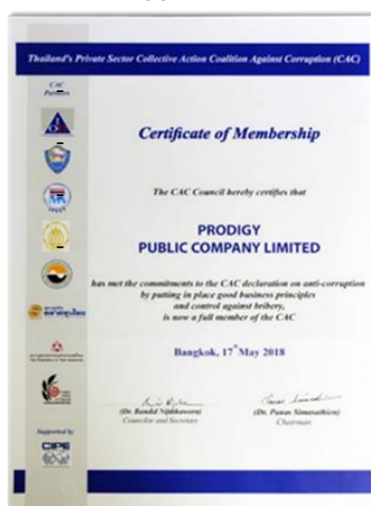 Thailand's Private Sector Collective Action Coalition Against Corruption (CAC)
CAC
Partners
Certificate of Membership
The CAC Council hereby certifies that
PRODIGY
PUBLIC COMPANY LIMITED
has met the commitments to the CAC declaration on anti-corruption
by putting in place good business principles
and control against bribery,
is now a full member of the CAC
Bangkok, 17 May 2018
(Dr. Bandid Nijathaworn)
Councilor and Secretary
(Dr. Panas Simasathien)
Chairman
Supported by
CIPE